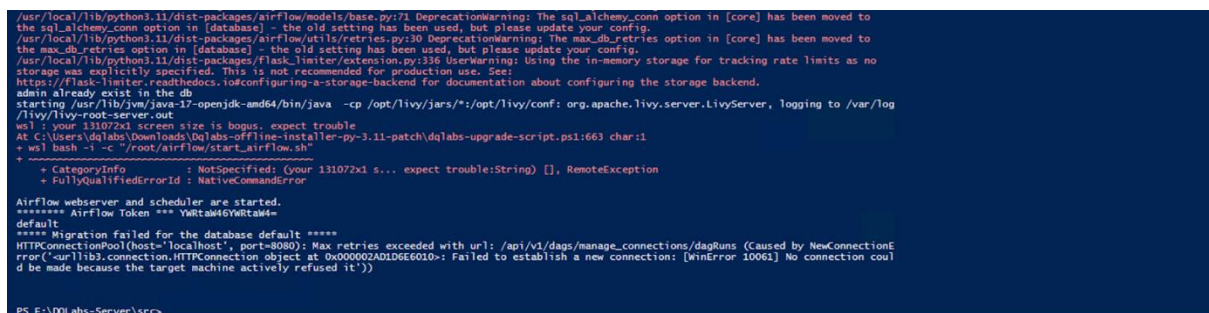 /usr/local/lib/python3.11/dist-packages/airflow/models/base.py:71 DeprecationWarning: The sql_alchemy_conn option in [core] has been moved to
the sql_alchemy_conn option in [database] - the old setting has been used, but please update your config.
/usr/local/lib/python3.11/dist-packages/airflow/utils/retries.py:30 DeprecationWarning: The max_db_retries option in [core] has been moved to
the max_db_retries option in [database] - the old setting has been used, but please update your config.
/usr/local/lib/python3.11/dist-packages/flask_limiter/extension.py:336 UserWarning: Using the in-memory storage for tracking rate limits as no
storage was explicitly specified. This is not recommended for production use. See:
https://flask-limiter.readthedocs.io#configuring-a-storage-backend for documentation about configuring the storage backend.
admin already exist in the db
starting /usr/lib/jvm/java-17-openjdk-amd64/bin/java  -cp /opt/livy/jars/*:/opt/livy/conf: org.apache.livy.server.LivyServer, logging to /var/log
/livy/livy-root-server.out
wsl : your 131072x1 screen size is bogus. expect trouble
At C:\Users\dqlabs\Downloads\Dqlabs-offline-installer-py-3.11-patch\dqlabs-upgrade-script.ps1:663 char:1
+ wsl bash -i -c "/root/airflow/start_airflow.sh"
+ ~~~~~~~~~~~~~~~~~~~~~~~~~~~~~~~~~~~~~~~~~~~~~~~
    + CategoryInfo          : NotSpecified: (your 131072x1 s... expect trouble:String) [], RemoteException
    + FullyQualifiedErrorId : NativeCommandError
Airflow webserver and scheduler are started.
******** Airflow Token *** YWRtaW46YWRtaW4=
default
***** Migration failed for the database default *****
HTTPConnectionPool(host='localhost', port=8080): Max retries exceeded with url: /api/v1/dags/manage_connections/dagRuns (Caused by NewConnectionE
rror('<urllib3.connection.HTTPConnection object at 0x000002AD1D6E6010>: Failed to establish a new connection: [WinError 10061] No connection coul
d be made because the target machine actively refused it'))
PS E:\DQLabs-Server\src>